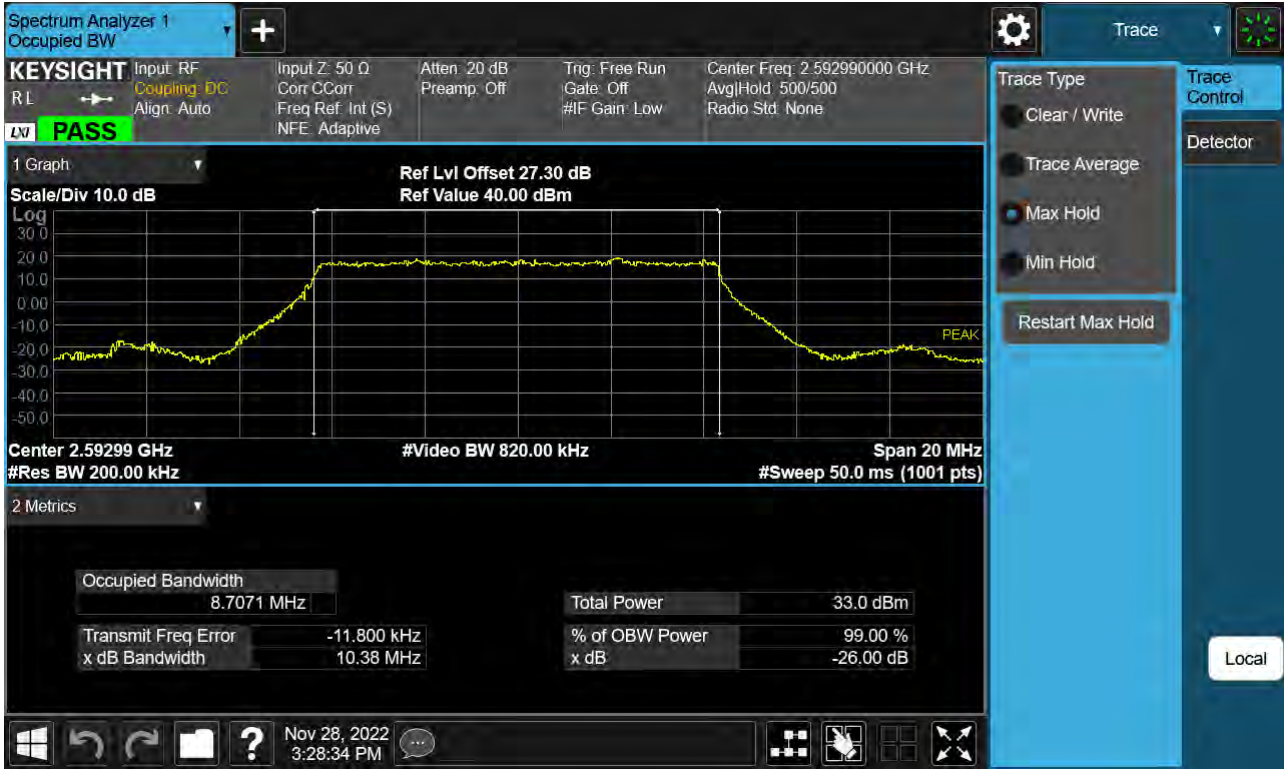 Spectrum Analyzer 1
Occupied BW
+
Trace
KEYSIGHT
RL
LXI
PASS
Input: RF
Coupling: DC
Align: Auto
Input Z: 50 Ω
Corr CCorr
Freq Ref: Int (S)
NFE: Adaptive
Atten: 20 dB
Preamp: Off
Trig: Free Run
Gate: Off
#IF Gain: Low
Center Freq: 2.592990000 GHz
Avg|Hold: 500/500
Radio Std: None
1 Graph
Scale/Div 10.0 dB
Ref Lvl Offset 27.30 dB
Ref Value 40.00 dBm
Log
30.0
20.0
10.0
0.00
-10.0
-20.0
-30.0
-40.0
-50.0
PEAK
Center 2.59299 GHz
#Video BW 820.00 kHz
Span 20 MHz
#Res BW 200.00 kHz
#Sweep 50.0 ms (1001 pts)
2 Metrics
Occupied Bandwidth
8.7071 MHz
Transmit Freq Error -11.800 kHz
x dB Bandwidth 10.38 MHz
Total Power 33.0 dBm
% of OBW Power 99.00 %
x dB -26.00 dB
Trace Type
Clear / Write
Trace Average
Max Hold
Min Hold
Restart Max Hold
Trace
Control
Detector
Local
?
Nov 28, 2022
3:28:34 PM